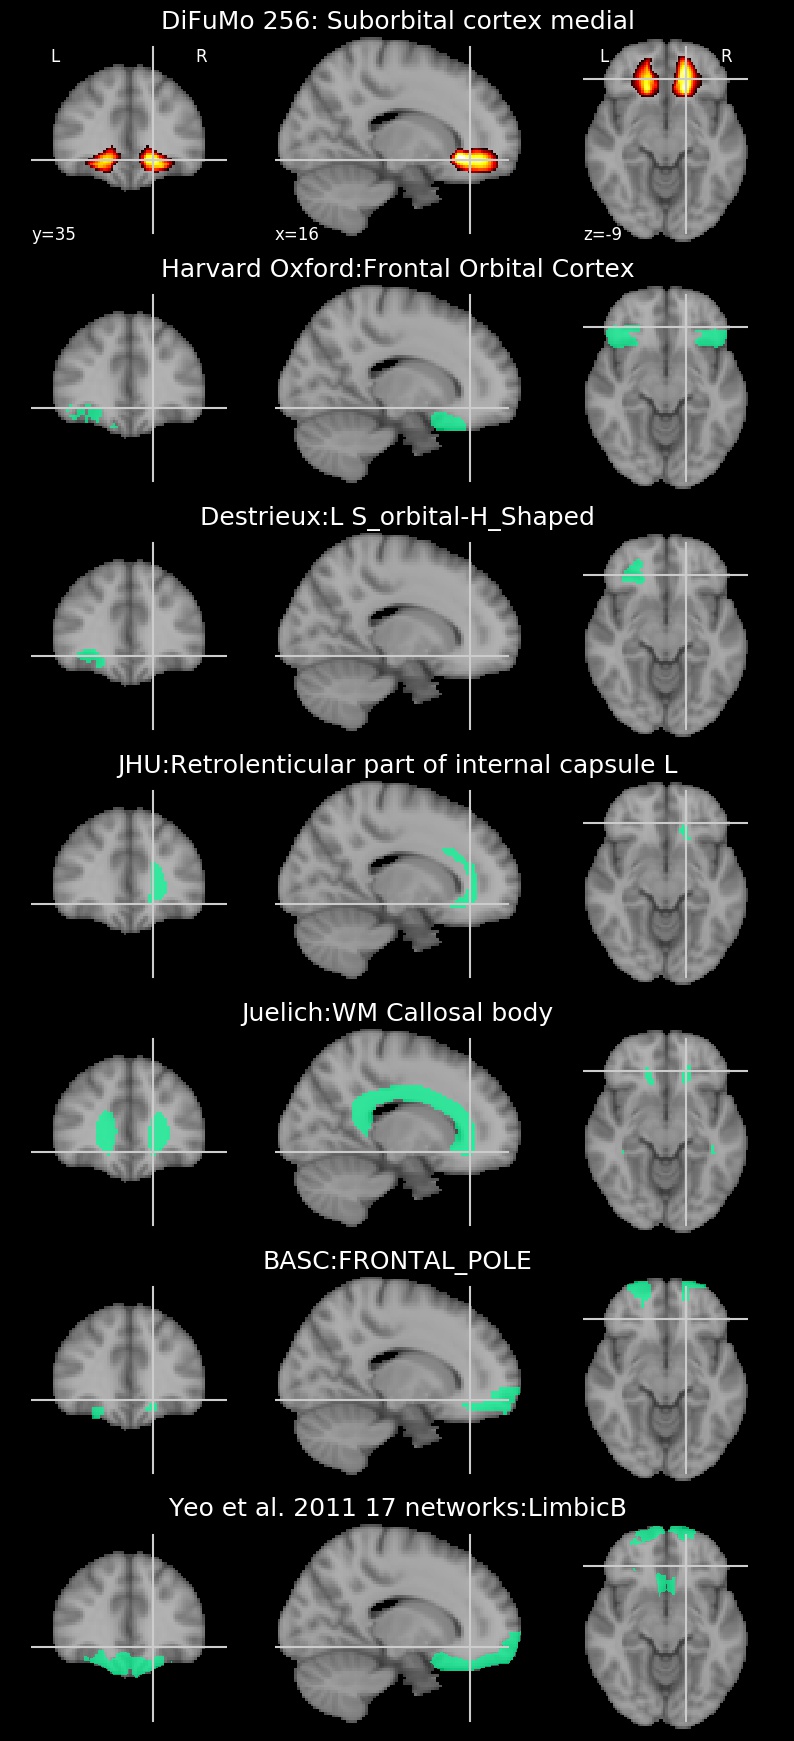 DiFuMo 256: Suborbital cortex medial
L R L R
y=35 x=16 z=-9
Harvard Oxford:Frontal Orbital Cortex
Destrieux:L S_orbital-H_Shaped
JHU:Retrolenticular part of internal capsule L
Juelich:WM Callosal body
BASC:FRONTAL_POLE
Yeo et al. 2011 17 networks:LimbicB